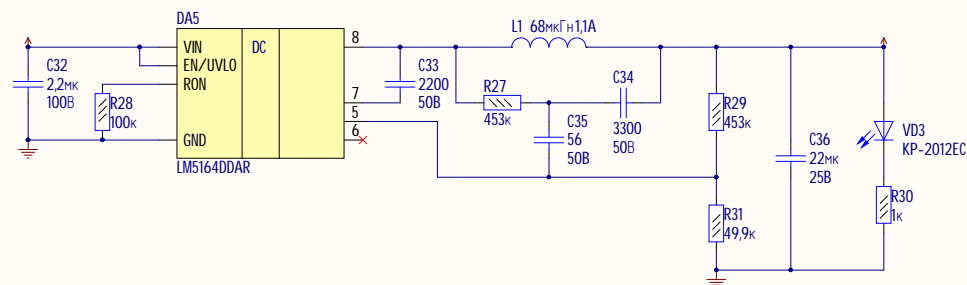 DA5
VIN
EN/UVLO
RON
GND
DC
8
7
5
6
LM5164DDAR
C32
2,2мк
100В
R28
100к
C33
2200
50В
L1 68мкГн1,1А
R27
453к
C34
3300
50В
C35
56
50В
R29
453к
R31
49,9к
C36
22мк
25В
VD3
KP-2012EC
R30
1к